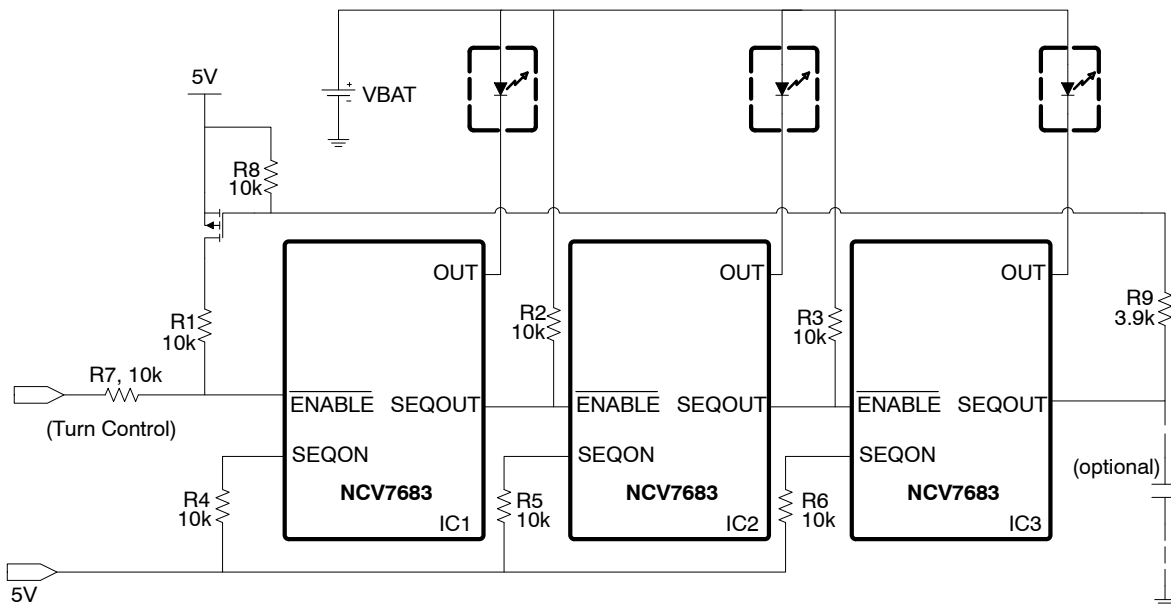 5V
VBAT
R8
10k
OUT
OUT
OUT
R1
10k
R2
10k
R3
10k
R9
3.9k
R7, 10k
(Turn Control)
ENABLE
SEQOUT
ENABLE
SEQOUT
ENABLE
SEQOUT
SEQON
SEQON
SEQON
(optional)
R4
10k
NCV7683
R5
10k
NCV7683
R6
10k
NCV7683
IC1
IC2
IC3
5V